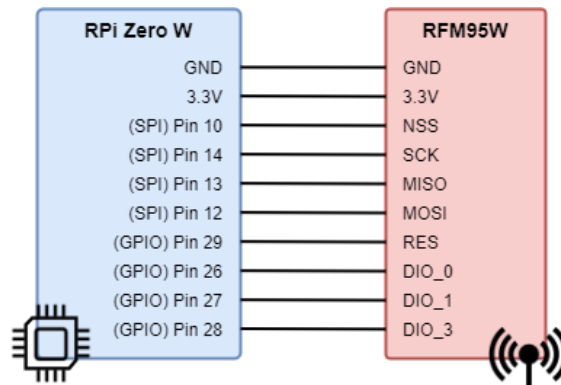 RPi Zero W
GND
3.3V
(SPI) Pin 10
(SPI) Pin 14
(SPI) Pin 13
(SPI) Pin 12
(GPIO) Pin 29
(GPIO) Pin 26
(GPIO) Pin 27
(GPIO) Pin 28
RFM95W
GND
3.3V
NSS
SCK
MISO
MOSI
RES
DIO_0
DIO_1
DIO_3